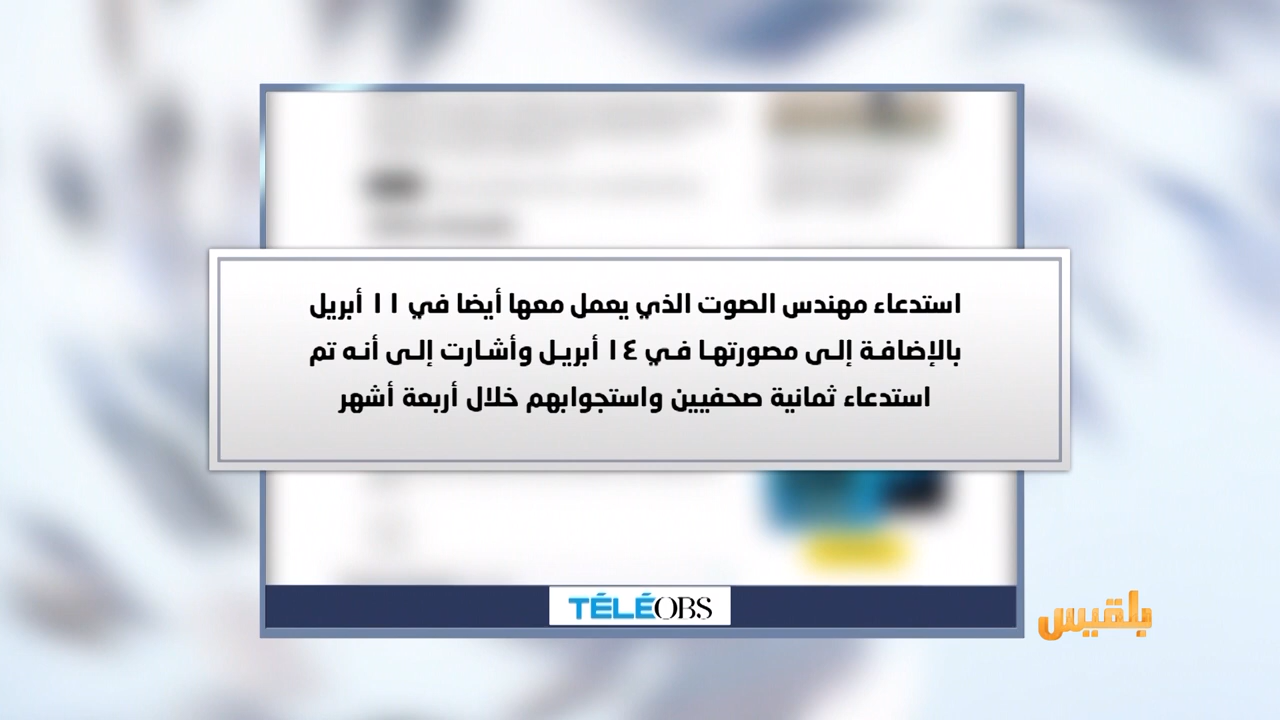 استدعاء مهندس الصوت الذي يعمل معها أيضا في ١١ أبريل
بالإضافة إلى مصورتها في ١٤ أبريل وأشارت إلى أنه تم
استدعاء ثمانية صحفيين واستجوابهم خلال أربعة أشهر
TÉLÉOBS
بلقيس